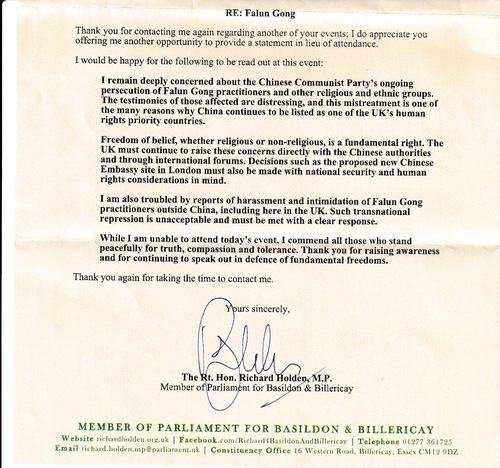 RE: Falun Gong
Thank you for contacting me again regarding another of your events; I do appreciate you
offering me another opportunity to provide a statement in lieu of attendance.
I would be happy for the following to be read out at this event:
I remain deeply concerned about the Chinese Communist Party's ongoing
persecution of Falun Gong practitioners and other religious and ethnic groups.
The testimonies of those affected are distressing, and this mistreatment is one of
the many reasons why China continues to be listed as one of the UK's human
rights priority countries.
Freedom of belief, whether religious or non-religious, is a fundamental right. The
UK must continue to raise these concerns directly with the Chinese authorities
and through international forums. Decisions such as the proposed new Chinese
Embassy site in London must also be made with national security and human
rights considerations in mind.
I am also troubled by reports of harassment and intimidation of Falun Gong
practitioners outside China, including here in the UK. Such transnational
repression is unacceptable and must be met with a clear response.
While I am unable to attend today's event, I commend all those who stand
peacefully for truth, compassion and tolerance. Thank you for raising awareness
and for continuing to speak out in defence of fundamental freedoms.
Thank you again for taking the time to contact me.
Yours sincerely,
The Rt. Hon. Richard Holden, M.P.
Member of Parliament for Basildon & Billericay
MEMBER OF PARLIAMENT FOR BASILDON & BILLERICAY
Website richardholden.org.uk | Facebook.com/Richard4BasildonAndBillericay | Telephone 01277 361725
Email richard.holden.mp@parliament.uk | Constituency Office 16 Western Road, Billericay, Essex CM12 9DZ